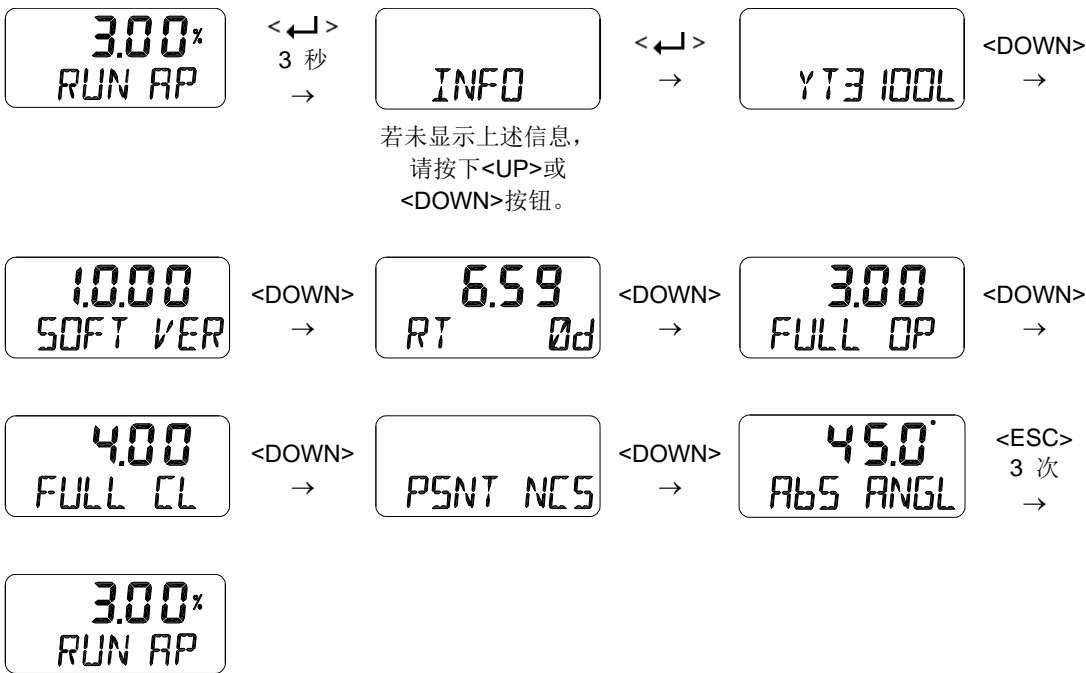 3.00% <↵> <↵> <DOWN>
RUN AP 3 秒 → INFO → YT3100L →
若未显示上述信息，
请按下<UP>或
<DOWN>按钮。
1.0.00 <DOWN> 6.59 <DOWN> 3.00 <DOWN>
SOFT VER → RT 0d → FULL OP →
4.00 <DOWN> <DOWN> 45.0° <ESC>
3 次
FULL CL → PSNT NCS → AbS ANGL →
3.00%
RUN AP